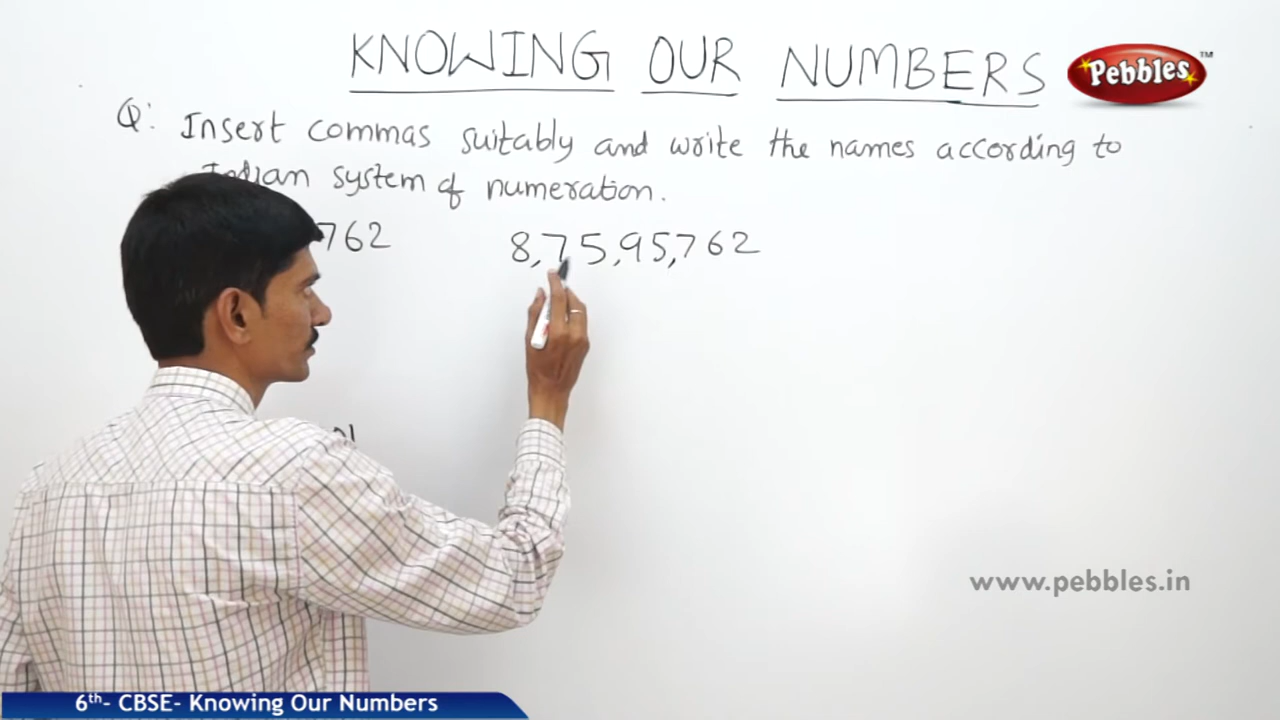 KNOWING OUR NUMBERS
Pebbles™
Q: Insert commas suitably and write the names according to
Indian system of numeration.
762 8,75,95,762
www.pebbles.in
6th- CBSE- Knowing Our Numbers